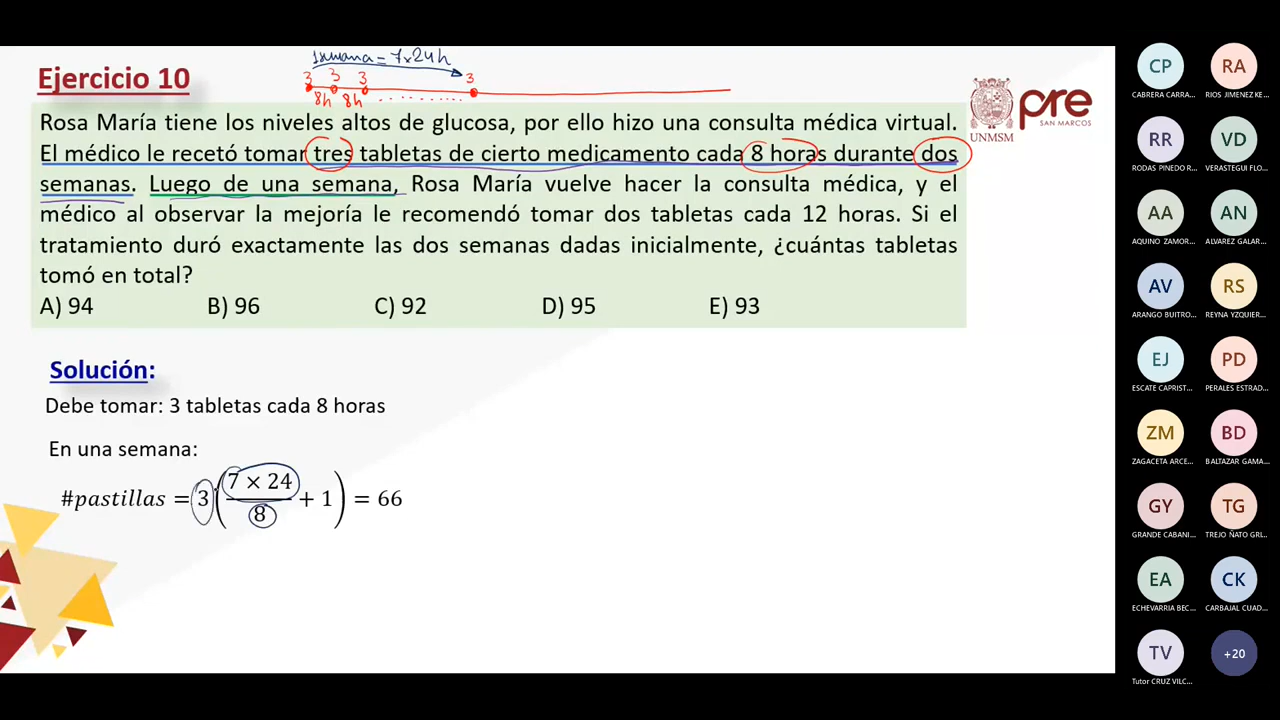 1semana = 7x24h
Ejercicio 10
3 3 3 3
8h 8h
UNMSM
pre
SAN MARCOS
Rosa María tiene los niveles altos de glucosa, por ello hizo una consulta médica virtual.
El médico le recetó tomar tres tabletas de cierto medicamento cada 8 horas durante dos
semanas. Luego de una semana, Rosa María vuelve hacer la consulta médica, y el
médico al observar la mejoría le recomendó tomar dos tabletas cada 12 horas. Si el
tratamiento duró exactamente las dos semanas dadas inicialmente, ¿cuántas tabletas
tomó en total?
A) 94 B) 96 C) 92 D) 95 E) 93
Solución:
Debe tomar: 3 tabletas cada 8 horas
En una semana:
#pastillas = 3(7 × 24 / 8 + 1) = 66
CP RA
CABRERA CARRA... RIOS JIMENEZ KE...
RR VD
RODAS PINEDO R... VERASTEGUI FLO...
AA AN
AQUINO ZAMOR... ALVAREZ GALAR...
AV RS
ARANGO BUITRO... REYNA YZQUIER...
EJ PD
ESCATE CAPRIST... PERALES ESTRAD...
ZM BD
ZAGACETA ARCE... BALTAZAR GAMA...
GY TG
GRANDE CABANI... TREJO ÑATO GRL...
EA CK
ECHEVARRIA BEC... CARBAJAL CUAD...
TV +20
Tutor CRUZ VILC...